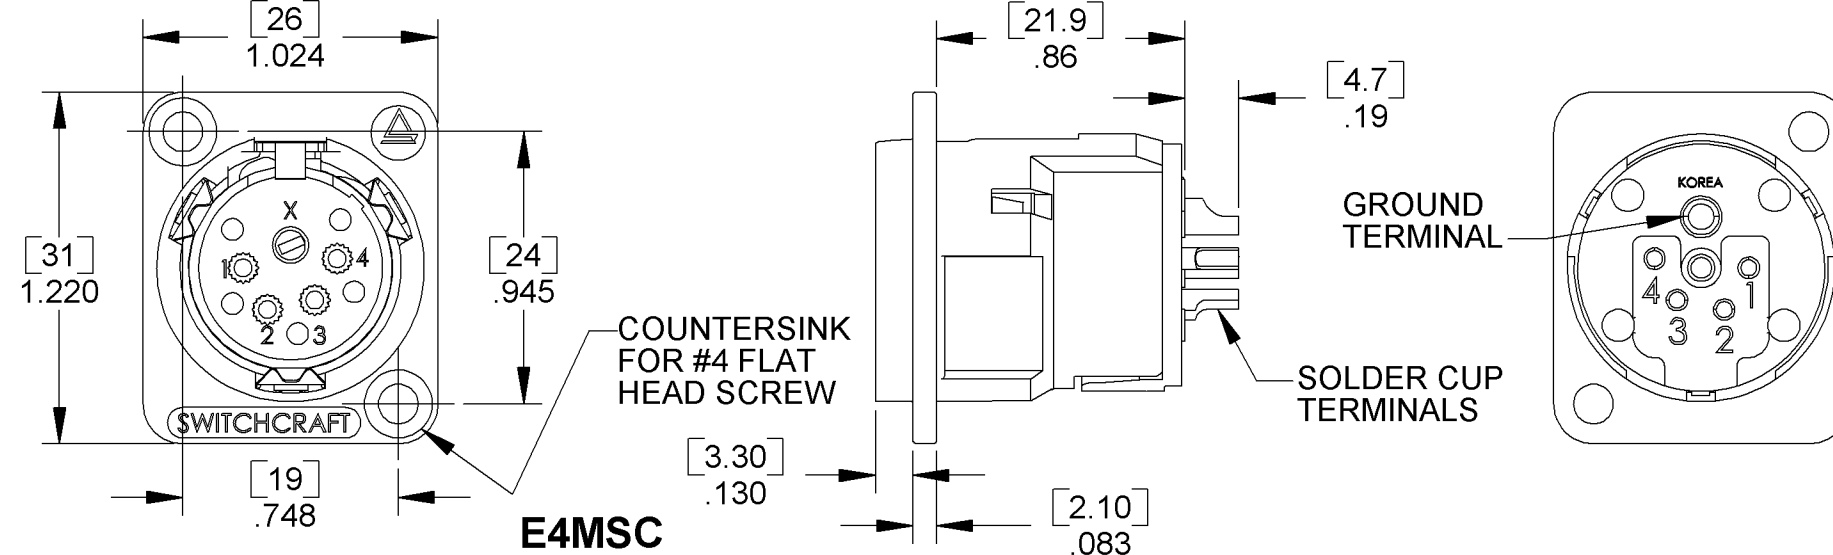 [26]
1.024
[21.9]
.86
[4.7]
.19
X
1
4
2
3
SWITCHCRAFT
[31]
1.220
[24]
.945
[19]
.748
COUNTERSINK
FOR #4 FLAT
HEAD SCREW
[3.30]
.130
[2.10]
.083
SOLDER CUP
TERMINALS
GROUND
TERMINAL
KOREA
4
1
3
2
E4MSC